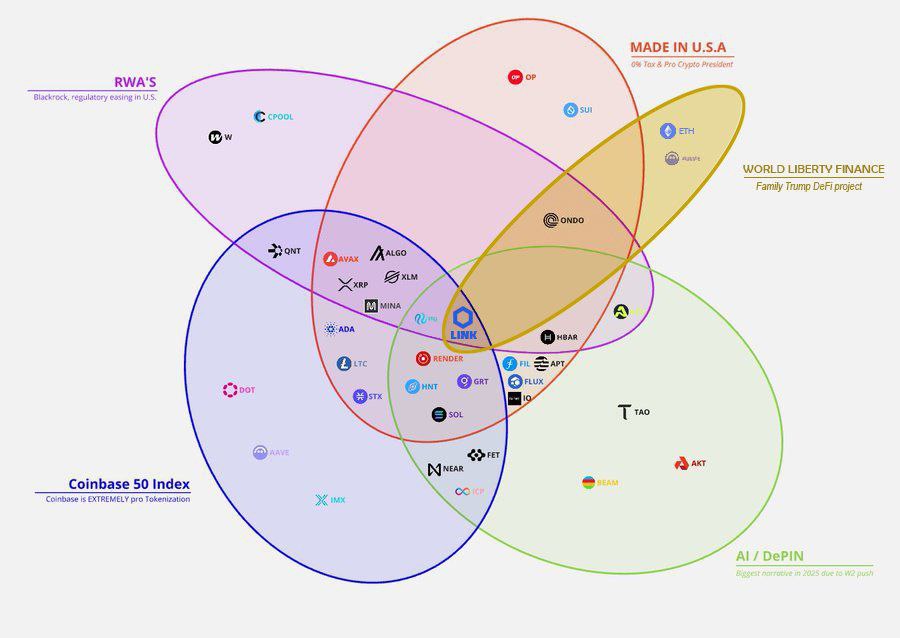 MADE IN U.S.A
0% Tax & Pro Crypto President
RWA'S
Blackrock, regulatory easing in U.S.
OP
SUI
CPOOL
W
ETH
WORLD LIBERTY FINANCE
Family Trump DeFi project
ONDO
QNT
AVAX
ALGO
XRP
XLM
MINA
LINK
ADA
HBAR
LTC
RENDER
FIL
APT
HNT
GRT
FLUX
STX
IO
DOT
SOL
TAO
AAVE
FET
NEAR
AKT
BEAM
ICP
IMX
Coinbase 50 Index
Coinbase is EXTREMELY pro Tokenization
AI / DePIN
Biggest narrative in 2025 due to W2 push